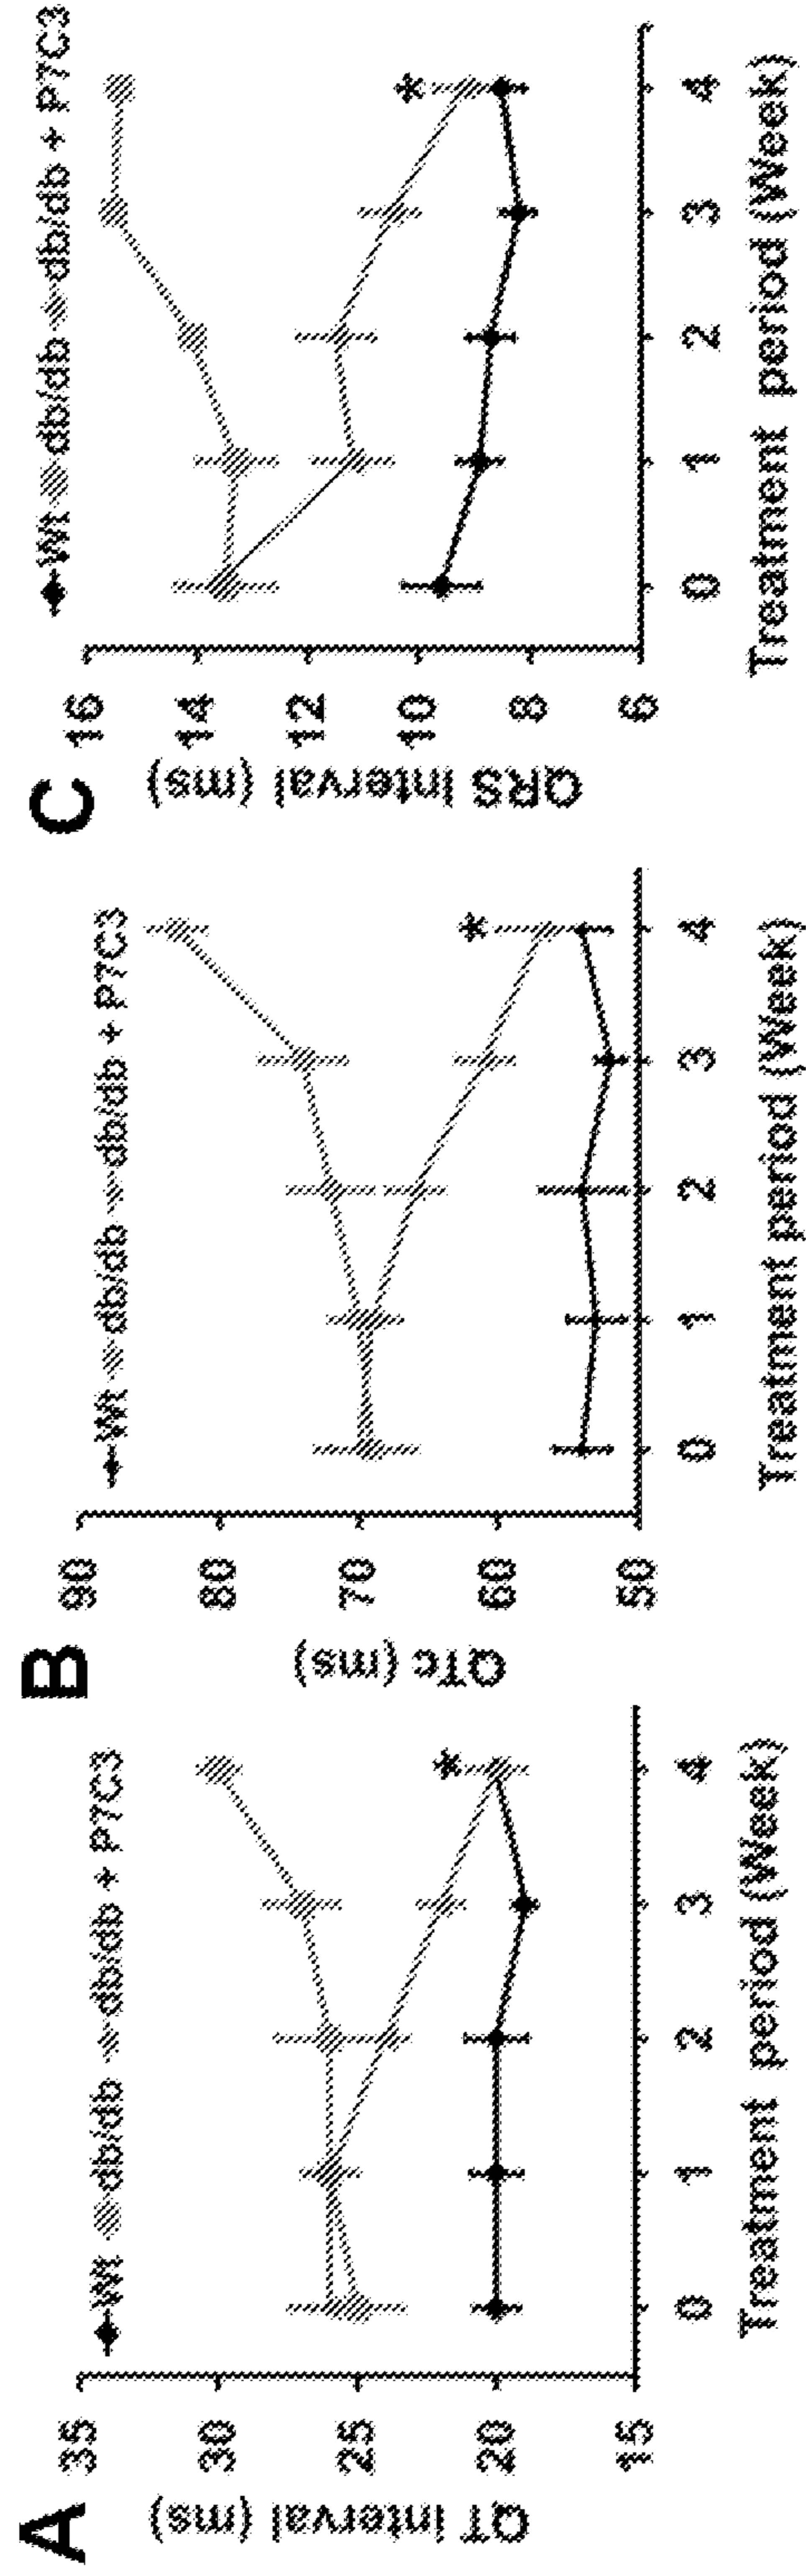 A
Wt db/db db/db + P7C3
QT interval (ms)
35
30
25
20
15
0 1 2 3 4
Treatment period (Week)
*
B
Wt db/db db/db + P7C3
QTc (ms)
90
80
70
60
50
0 1 2 3 4
Treatment period (Week)
*
C
Wt db/db db/db + P7C3
QRS Interval (ms)
16
14
12
10
8
6
0 1 2 3 4
Treatment period (Week)
*